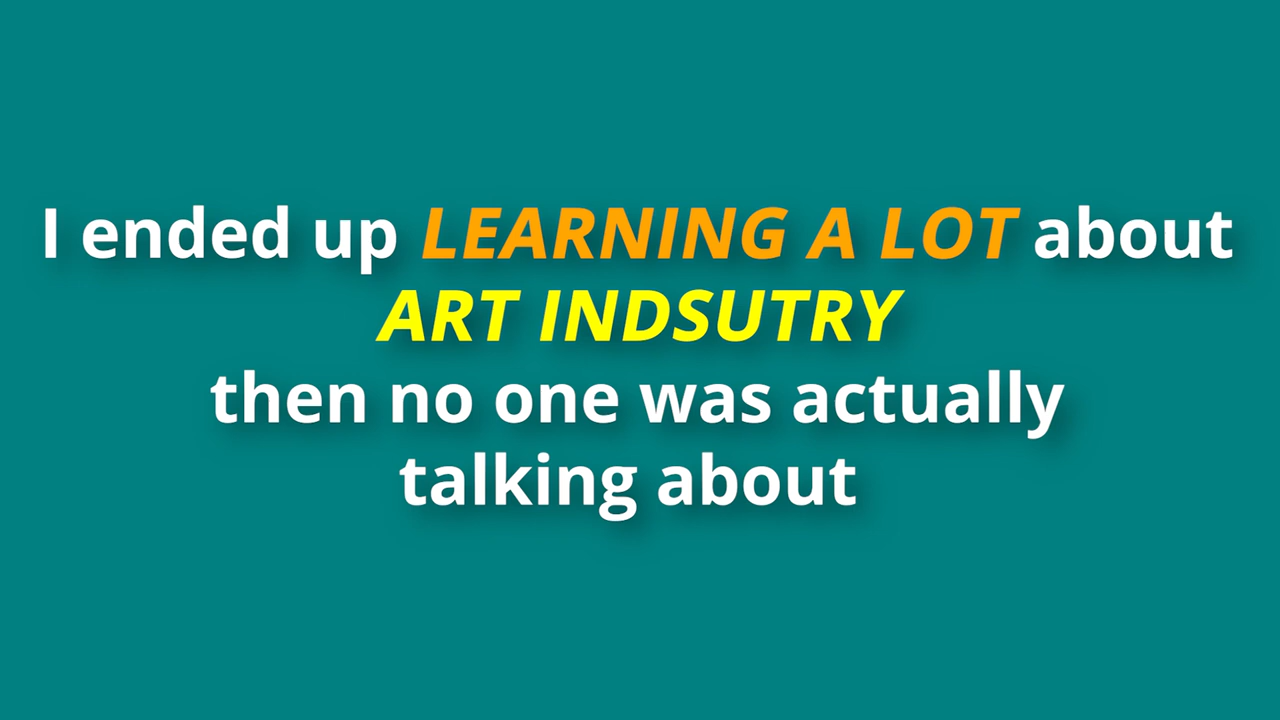 I ended up LEARNING A LOT about
ART INDSUTRY
then no one was actually
talking about